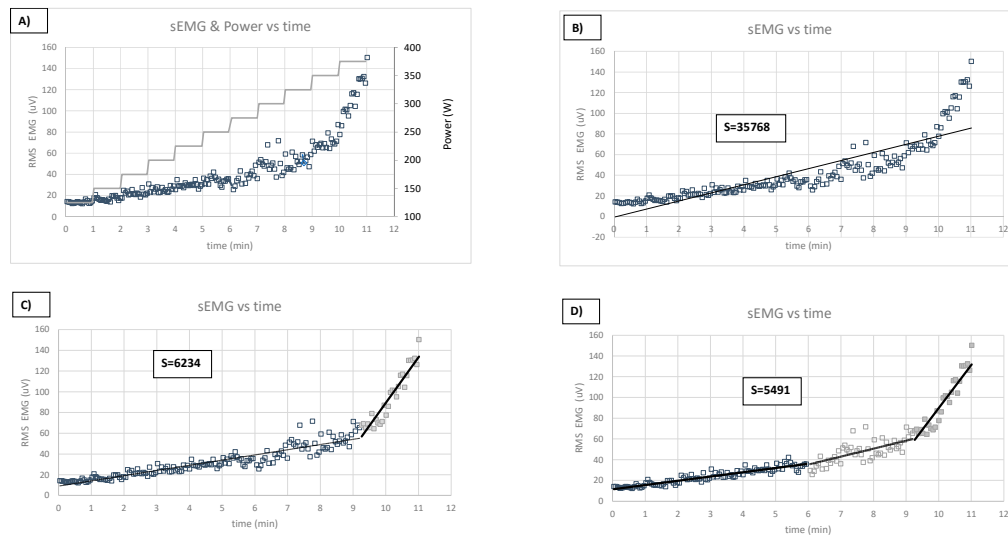 A)
sEMG & Power vs time
RMS EMG (uV)
160
140
120
100
80
60
40
20
0
400
350
300
250
200
150
100
Power (W)
0 1 2 3 4 5 6 7 8 9 10 11 12
time (min)
B)
sEMG vs time
RMS EMG (uV)
160
140
120
100
80
60
40
20
0
-20
S=35768
0 1 2 3 4 5 6 7 8 9 10 11 12
time (min)
C)
sEMG vs time
RMS EMG (uV)
160
140
120
100
80
60
40
20
0
S=6234
0 1 2 3 4 5 6 7 8 9 10 11 12
time (min)
D)
sEMG vs time
RMS EMG (uV)
160
140
120
100
80
60
40
20
0
S=5491
0 1 2 3 4 5 6 7 8 9 10 11 12
time (min)